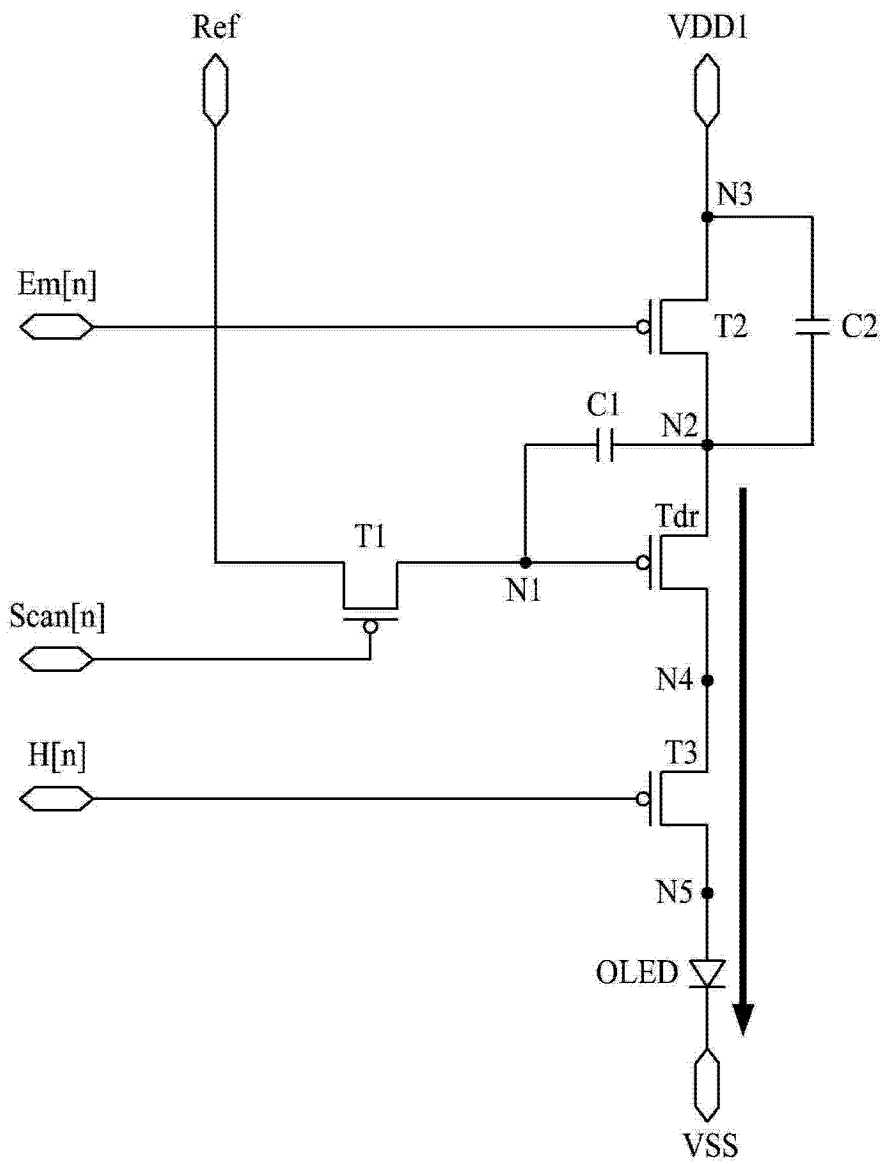 Ref
VDD1
N3
Em[n]
T2
C2
C1
N2
Tdr
T1
N1
Scan[n]
N4
H[n]
T3
N5
OLED
VSS